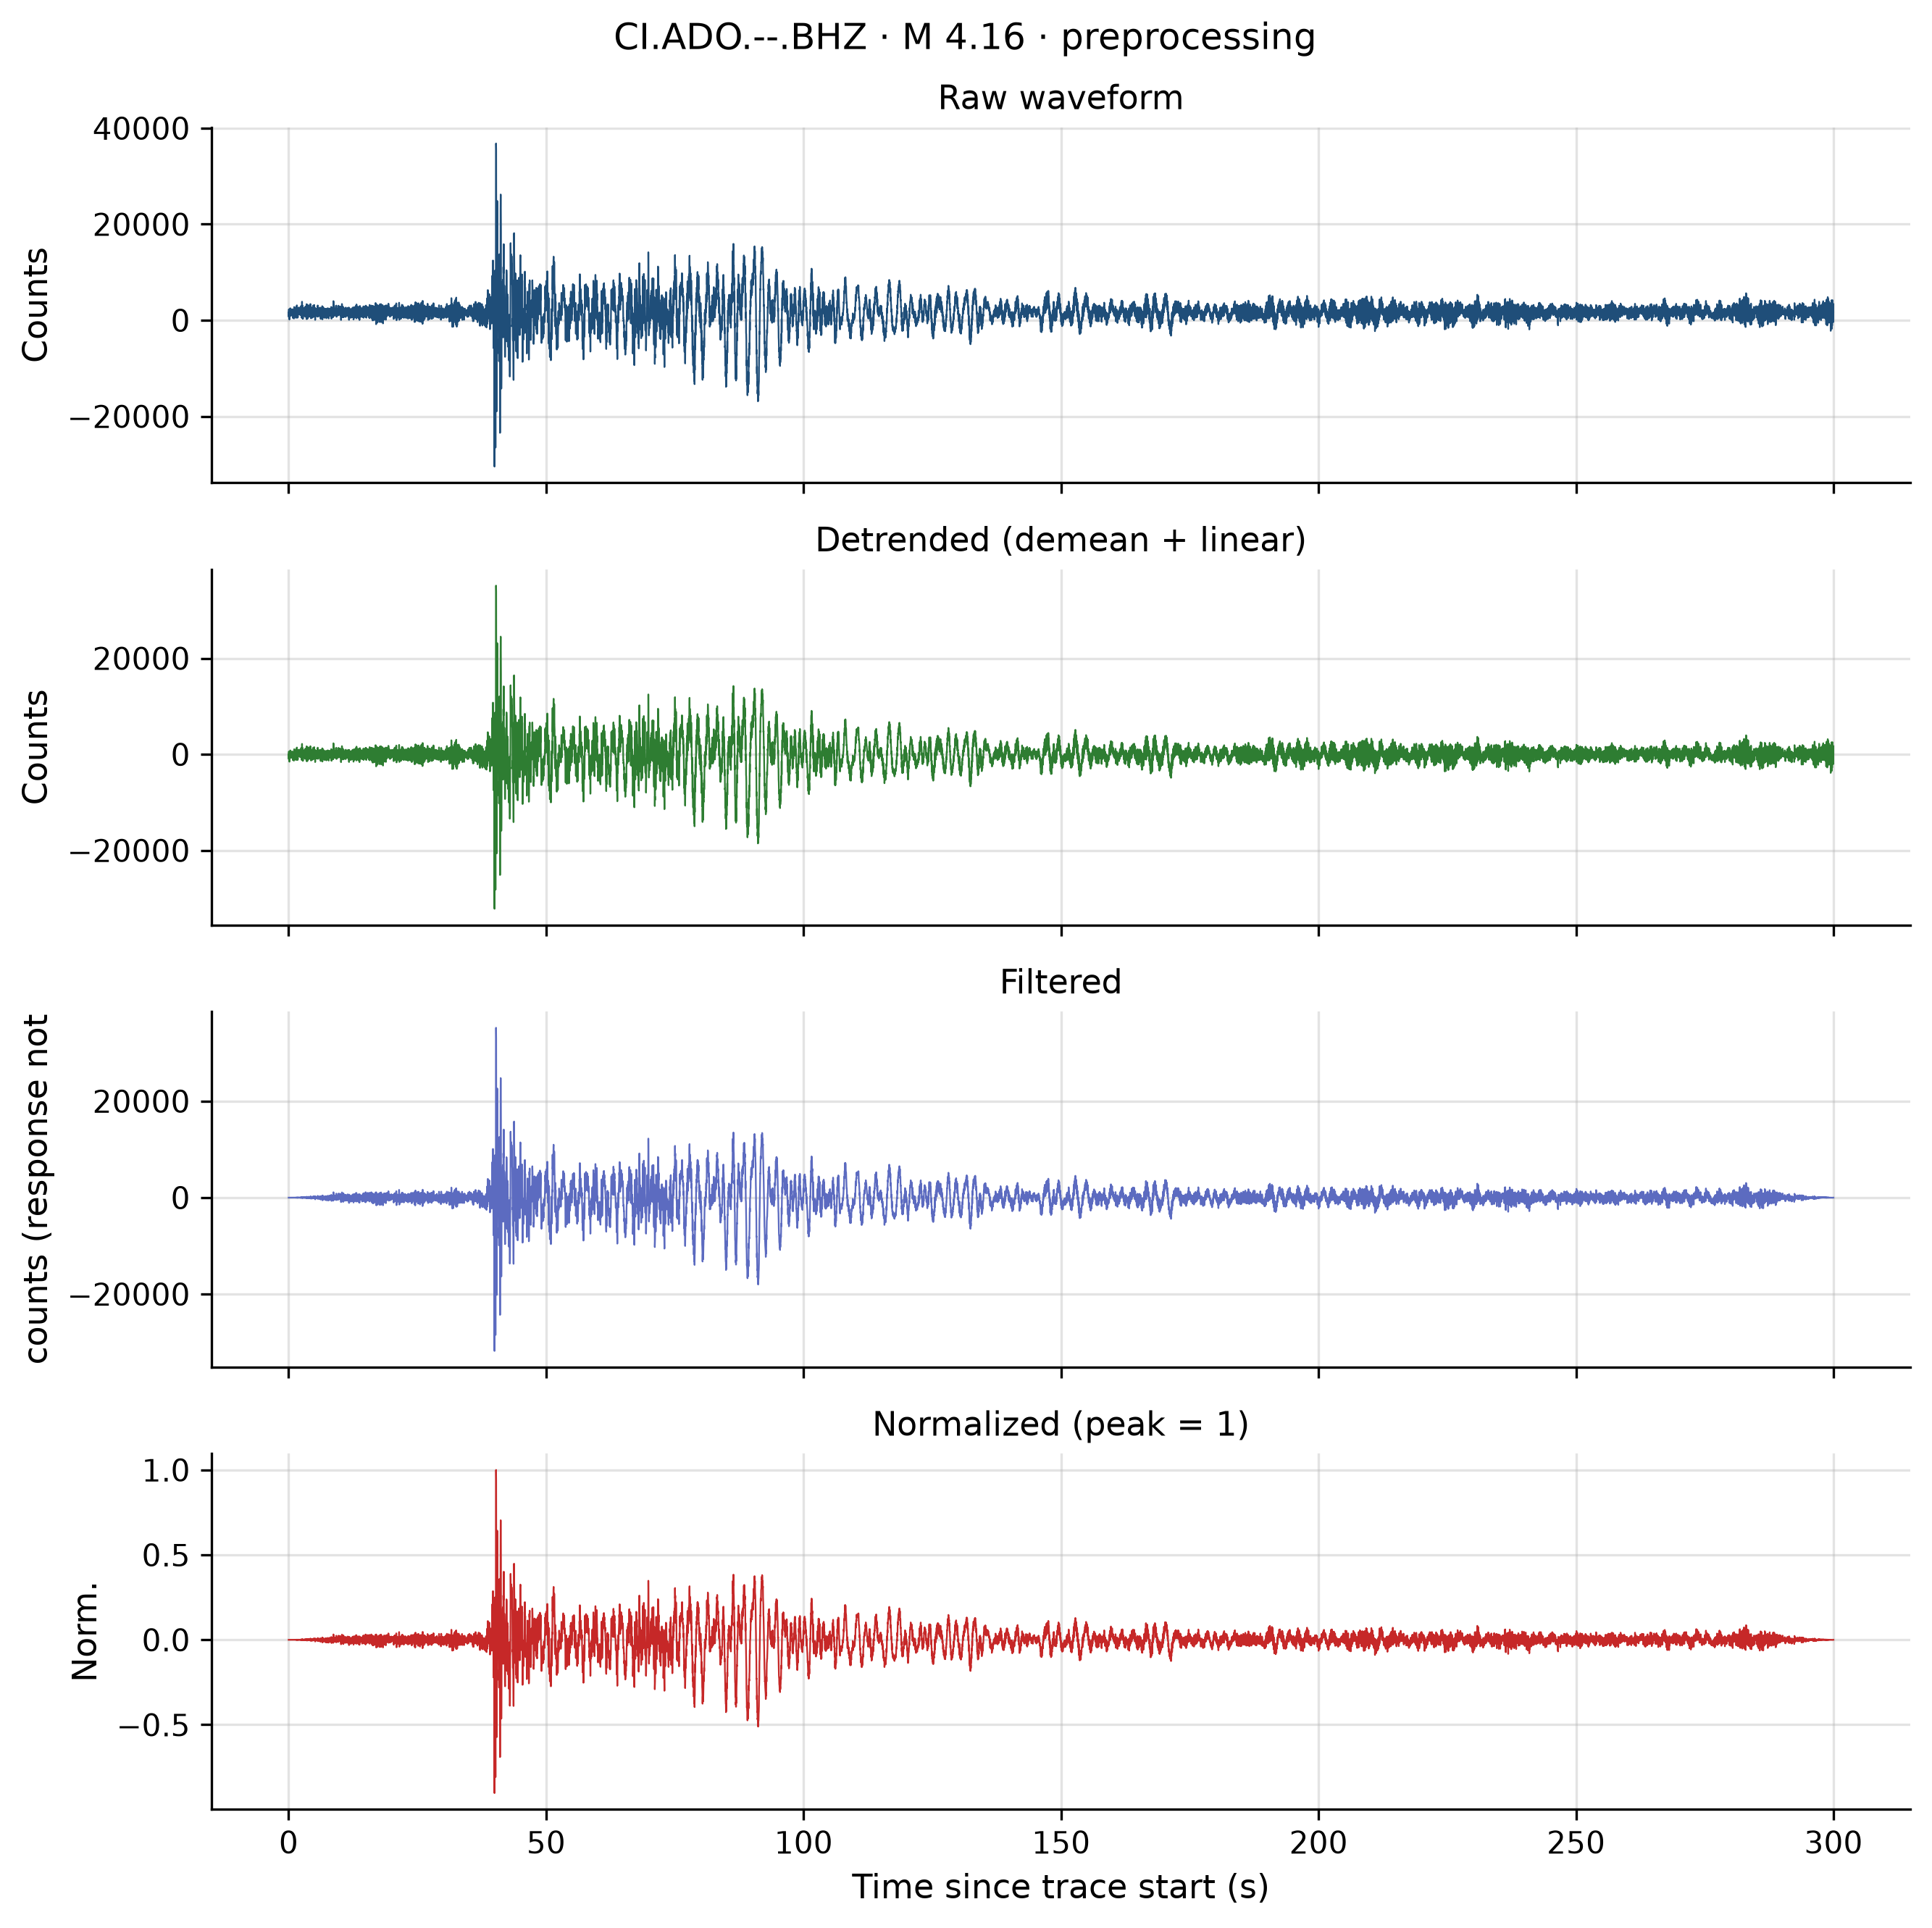 CI.ADO.--.BHZ · M 4.16 · preprocessing
Raw waveform
40000
20000
0
−20000
Counts
Detrended (demean + linear)
20000
0
−20000
Counts
Filtered
20000
0
−20000
counts (response not
Normalized (peak = 1)
1.0
0.5
0.0
−0.5
Norm.
0 50 100 150 200 250 300
Time since trace start (s)